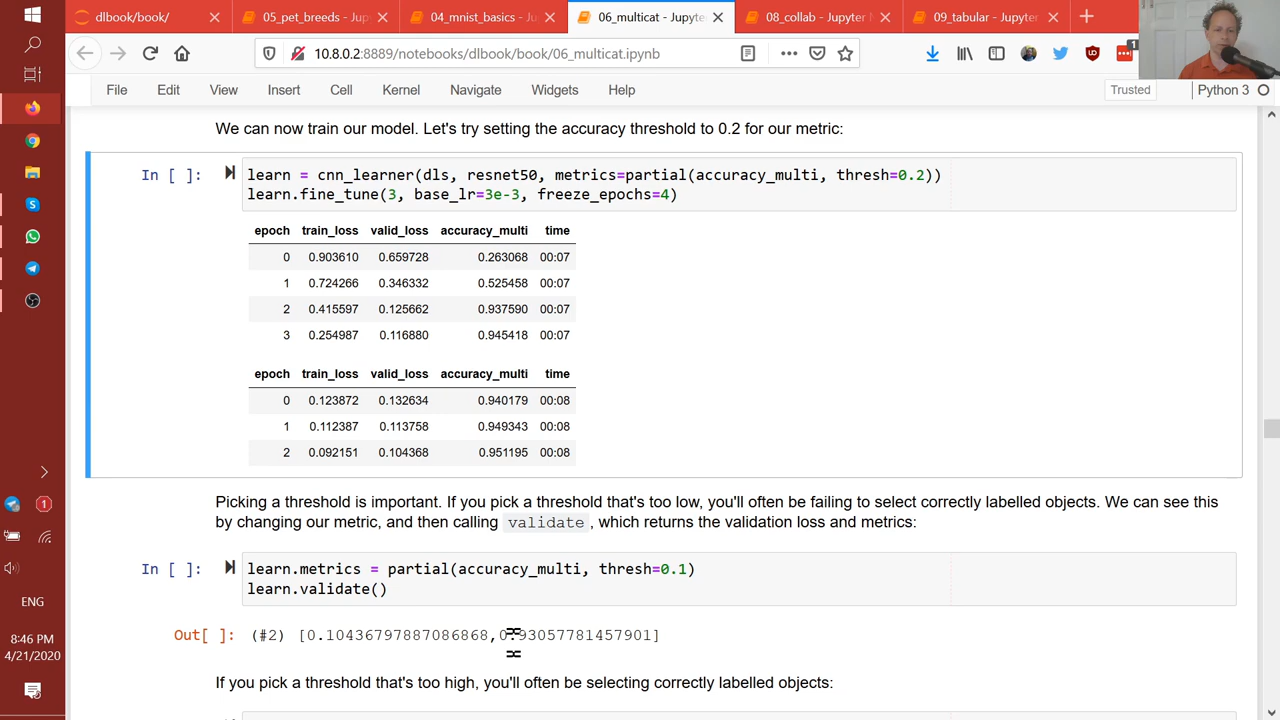 dlbook/book/
05_pet_breeds - Jupyte
04_mnist_basics - Jupyte
06_multicat - Jupyter
08_collab - Jupyter N
09_tabular - Jupyter
10.8.0.2:8889/notebooks/dlbook/book/06_multicat.ipynb
1
File Edit View Insert Cell Kernel Navigate Widgets Help
Trusted
Python 3
We can now train our model. Let's try setting the accuracy threshold to 0.2 for our metric:
In [ ]: learn = cnn_learner(dls, resnet50, metrics=partial(accuracy_multi, thresh=0.2))
learn.fine_tune(3, base_lr=3e-3, freeze_epochs=4)
epoch train_loss valid_loss accuracy_multi time
0 0.903610 0.659728 0.263068 00:07
1 0.724266 0.346332 0.525458 00:07
2 0.415597 0.125662 0.937590 00:07
3 0.254987 0.116880 0.945418 00:07
epoch train_loss valid_loss accuracy_multi time
0 0.123872 0.132634 0.940179 00:08
1 0.112387 0.113758 0.949343 00:08
2 0.092151 0.104368 0.951195 00:08
Picking a threshold is important. If you pick a threshold that's too low, you'll often be failing to select correctly labelled objects. We can see this
by changing our metric, and then calling validate, which returns the validation loss and metrics:
In [ ]: learn.metrics = partial(accuracy_multi, thresh=0.1)
learn.validate()
Out[ ]: (#2) [0.10436797887086868,0.93057781457901]
If you pick a threshold that's too high, you'll often be selecting correctly labelled objects:
1
ENG
8:46 PM
4/21/2020